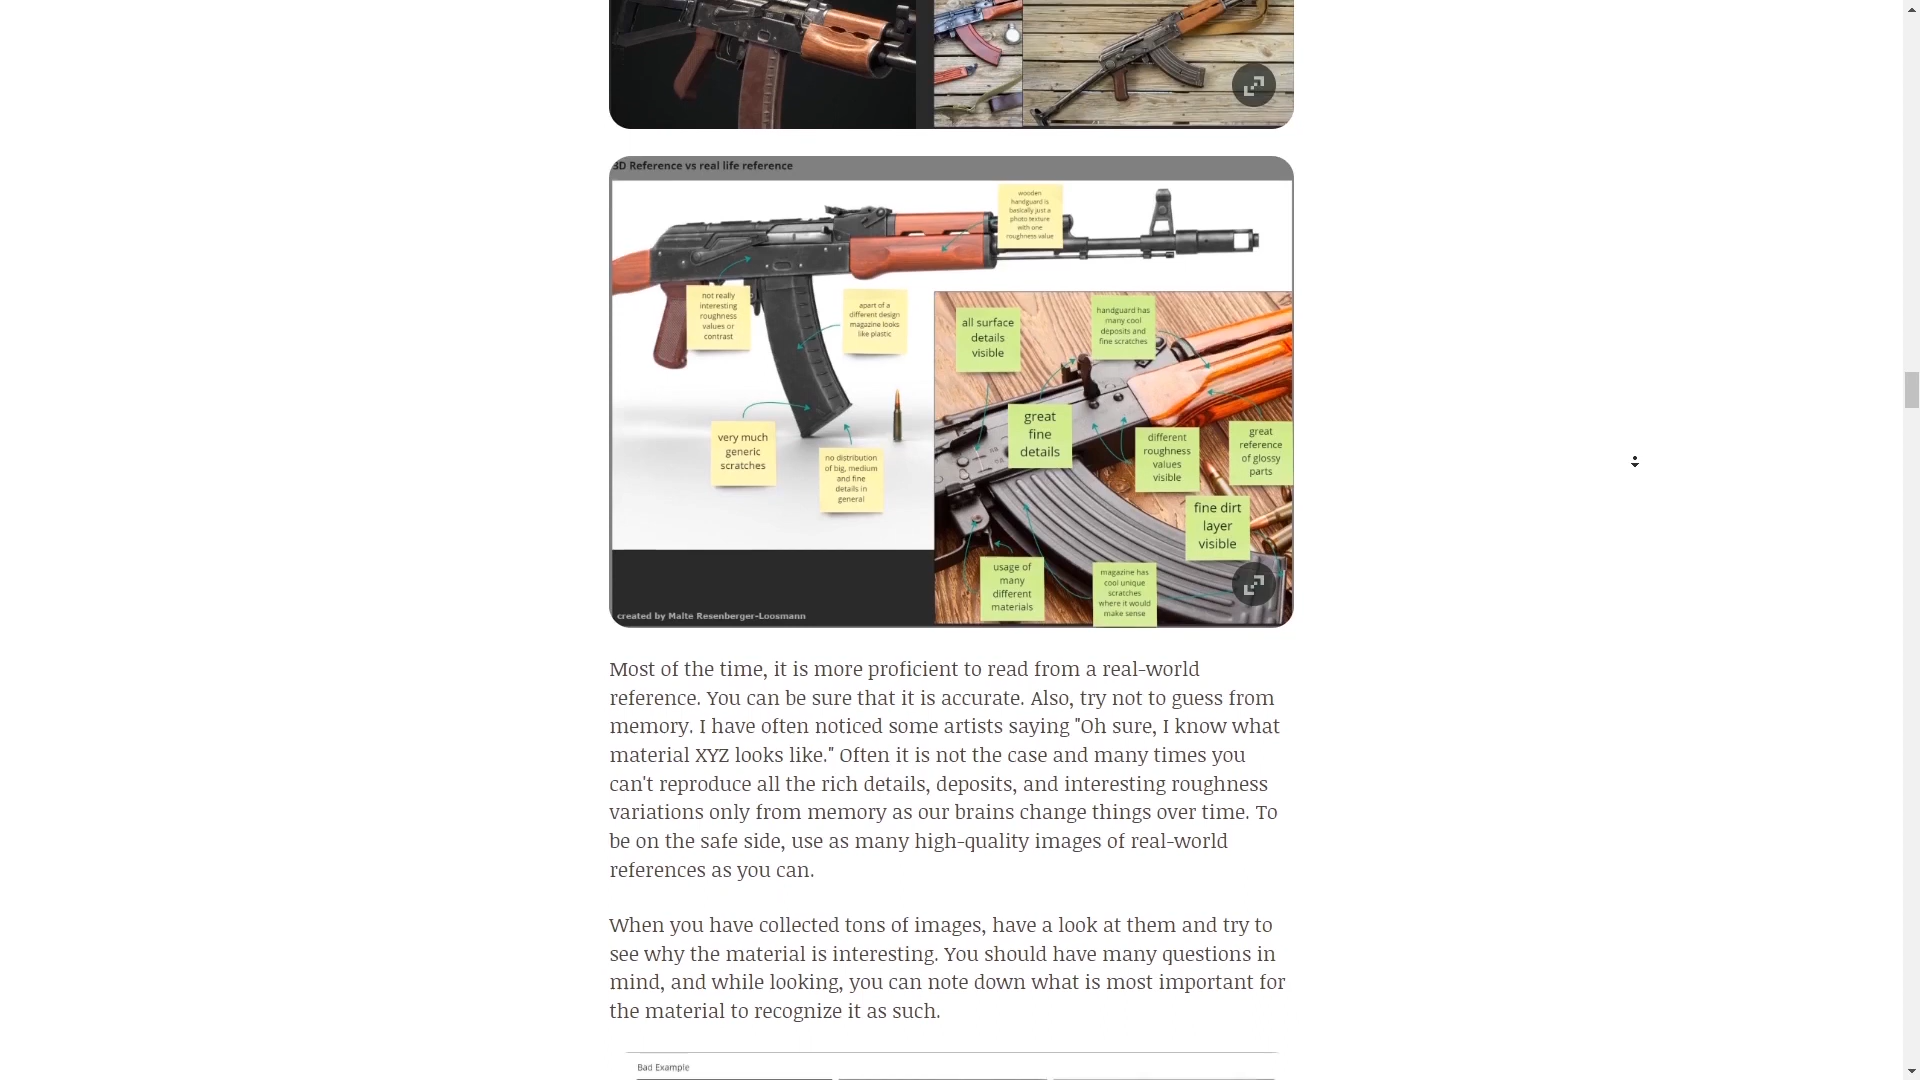 3D Reference vs real life reference
wooden
handguard is
basically just a
photo texture
with one
roughness value
not really
interesting
roughness
values or
contrast
apart of a
different design
magazine looks
like plastic
very much
generic
scratches
no distribution
of big, medium
and fine
details in
general
all surface
details
visible
handguard has
many cool
deposits and
fine scratches
great
fine
details
different
roughness
values
visible
great
reference
of glossy
parts
fine dirt
layer
visible
usage of
many
different
materials
magazine has
cool unique
scratches
where it would
make sense
created by Malte Resenberger-Loosmann
Most of the time, it is more proficient to read from a real-world
reference. You can be sure that it is accurate. Also, try not to guess from
memory. I have often noticed some artists saying "Oh sure, I know what
material XYZ looks like." Often it is not the case and many times you
can't reproduce all the rich details, deposits, and interesting roughness
variations only from memory as our brains change things over time. To
be on the safe side, use as many high-quality images of real-world
references as you can.
When you have collected tons of images, have a look at them and try to
see why the material is interesting. You should have many questions in
mind, and while looking, you can note down what is most important for
the material to recognize it as such.
Bad Example